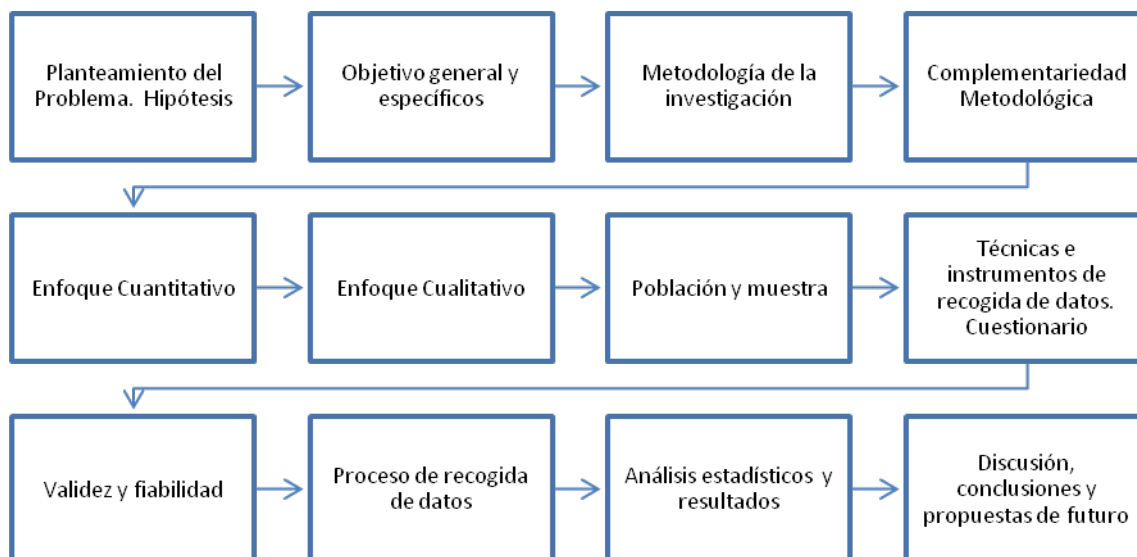 Planteamiento del
Problema. Hipótesis
Objetivo general y
específicos
Metodología de la
investigación
Complementariedad
Metodológica
Enfoque Cuantitativo
Enfoque Cualitativo
Población y muestra
Técnicas e
instrumentos de
recogida de datos.
Cuestionario
Validez y fiabilidad
Proceso de recogida
de datos
Análisis estadísticos y
resultados
Discusión,
conclusiones y
propuestas de futuro